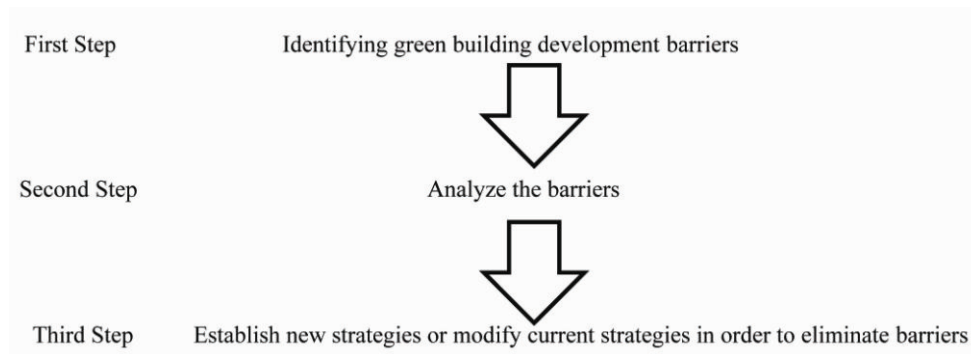 First Step Identifying green building development barriers
Second Step Analyze the barriers
Third Step Establish new strategies or modify current strategies in order to eliminate barriers